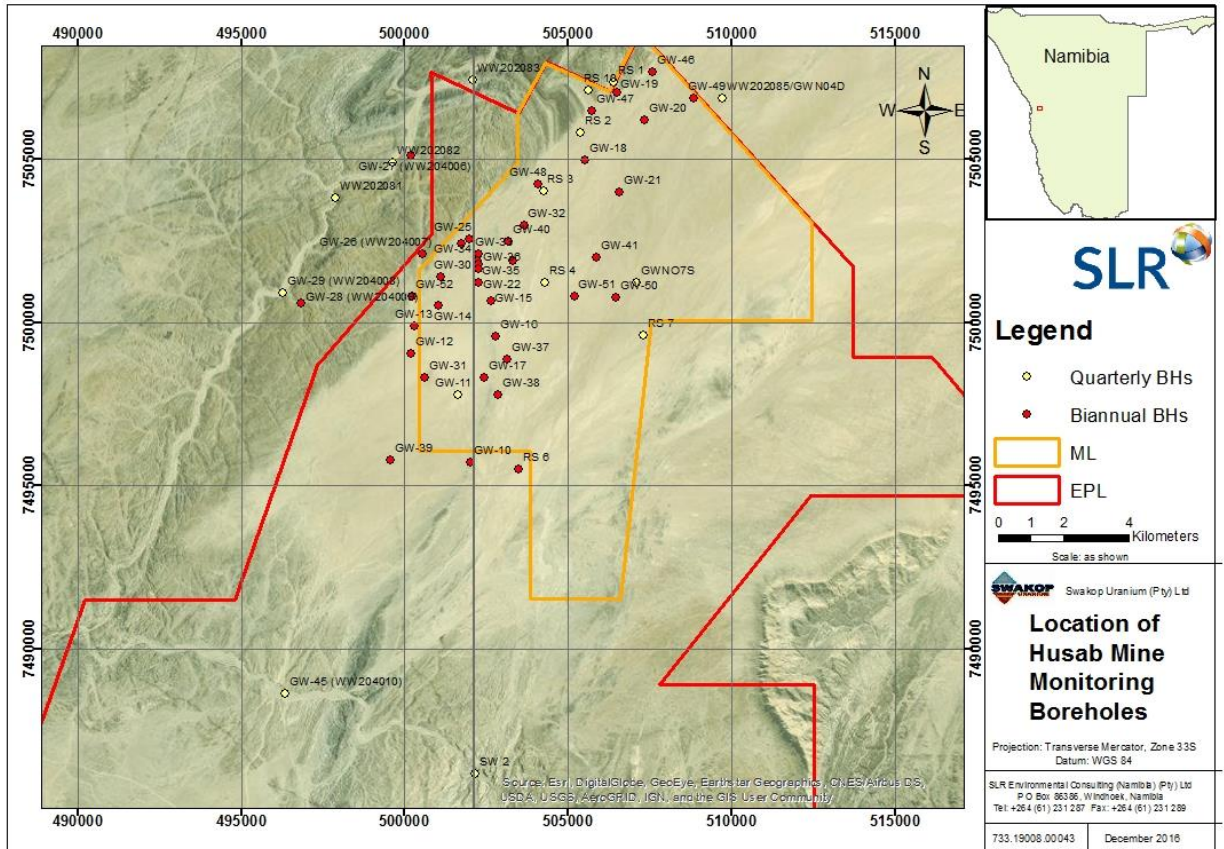 490000 495000 500000 505000 510000 515000
7505000
7500000
7495000
7490000
7505000
7500000
7495000
7490000
WW202083
RS 10
RS 1
GW-46
GW-19
GW-49
WW202085/GWN04D
GW-47
GW-20
RS 2
WW202082
GW-27 (WW204006)
GW-18
WW202081
GW-48
RS 3
GW-21
GW-32
GW-25
GW-40
GW-26 (WW204007)
GW-34
GW-41
GW-30
GW-35
GW-29 (WW204008)
GW-52
GW-22
RS 4
GWNO7S
GW-28
GW-15
GW-51
GW-50
GW-13
GW-14
GW-10
RS 7
GW-12
GW-37
GW-31
GW-17
GW-11
GW-38
GW-39
GW-10
RS 6
GW-45 (WW204010)
SW 2
N
W
E
S
Source: Esri, DigitalGlobe, GeoEye, Earthstar Geographics, CNES/Airbus DS,
USDA, USGS, AeroGRID, IGN, and the GIS User Community
Namibia
SLR
Legend
Quarterly BHs
Biannual BHs
ML
EPL
0 1 2 4
Kilometers
Scale: as shown
SWAKOP
URANIUM
Swakop Uranium (Pty) Ltd
Location of
Husab Mine
Monitoring
Boreholes
Projection: Transverse Mercator, Zone 33S
Datum: WGS 84
SLR Environmental Consulting (Namibia) (Pty) Ltd
P O Box 86386, Windhoek, Namibia
Tel: +264 (61) 231 287 Fax: +264 (61) 231 289
733.19008.00043 December 2016